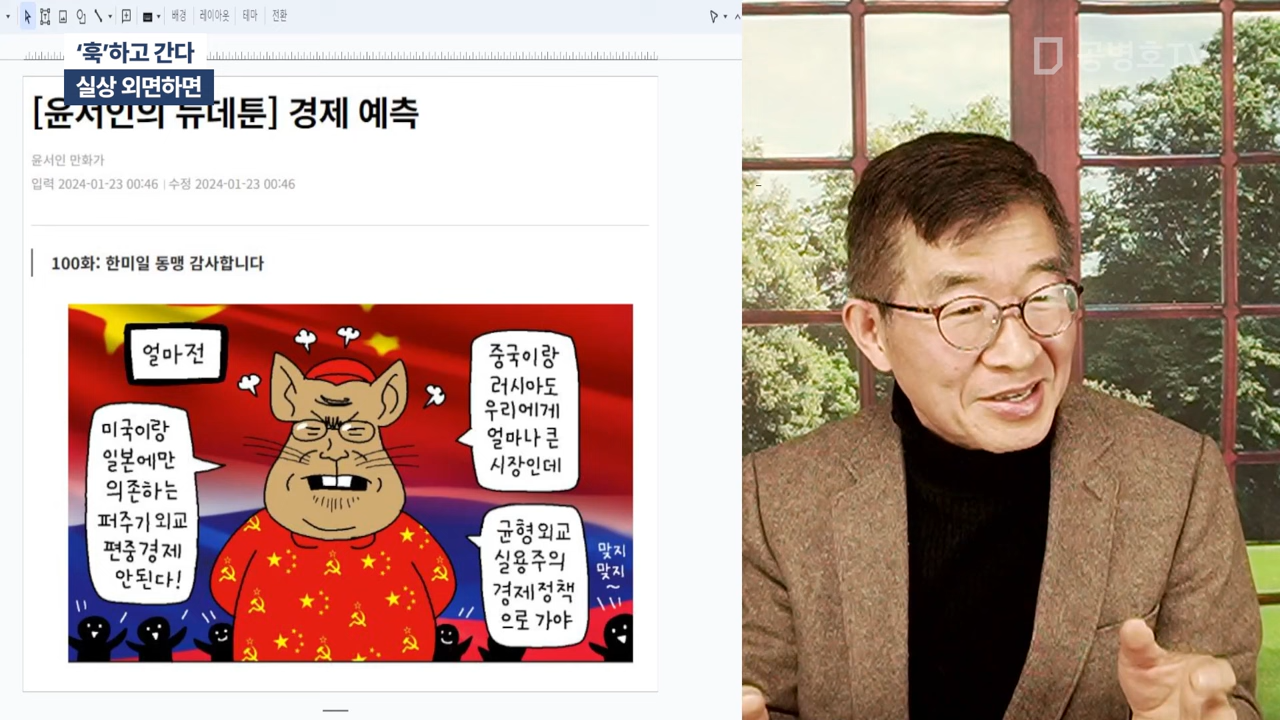 배경 레이아웃 테마 전환
‘훅’하고 간다
실상 외면하면
[윤서인의 뉴데툰] 경제 예측
윤서인 만화가
입력 2024-01-23 00:46 | 수정 2024-01-23 00:46
100화: 한미일 동맹 감사합니다
얼마전
미국이랑
일본에만
의존하는
퍼주기외교
편중경제
안된다!
중국이랑
러시아도
우리에게
얼마나 큰
시장인데
균형외교
실용주의
경제정책
으로 가야
맞지
맞지
~
공병호TV